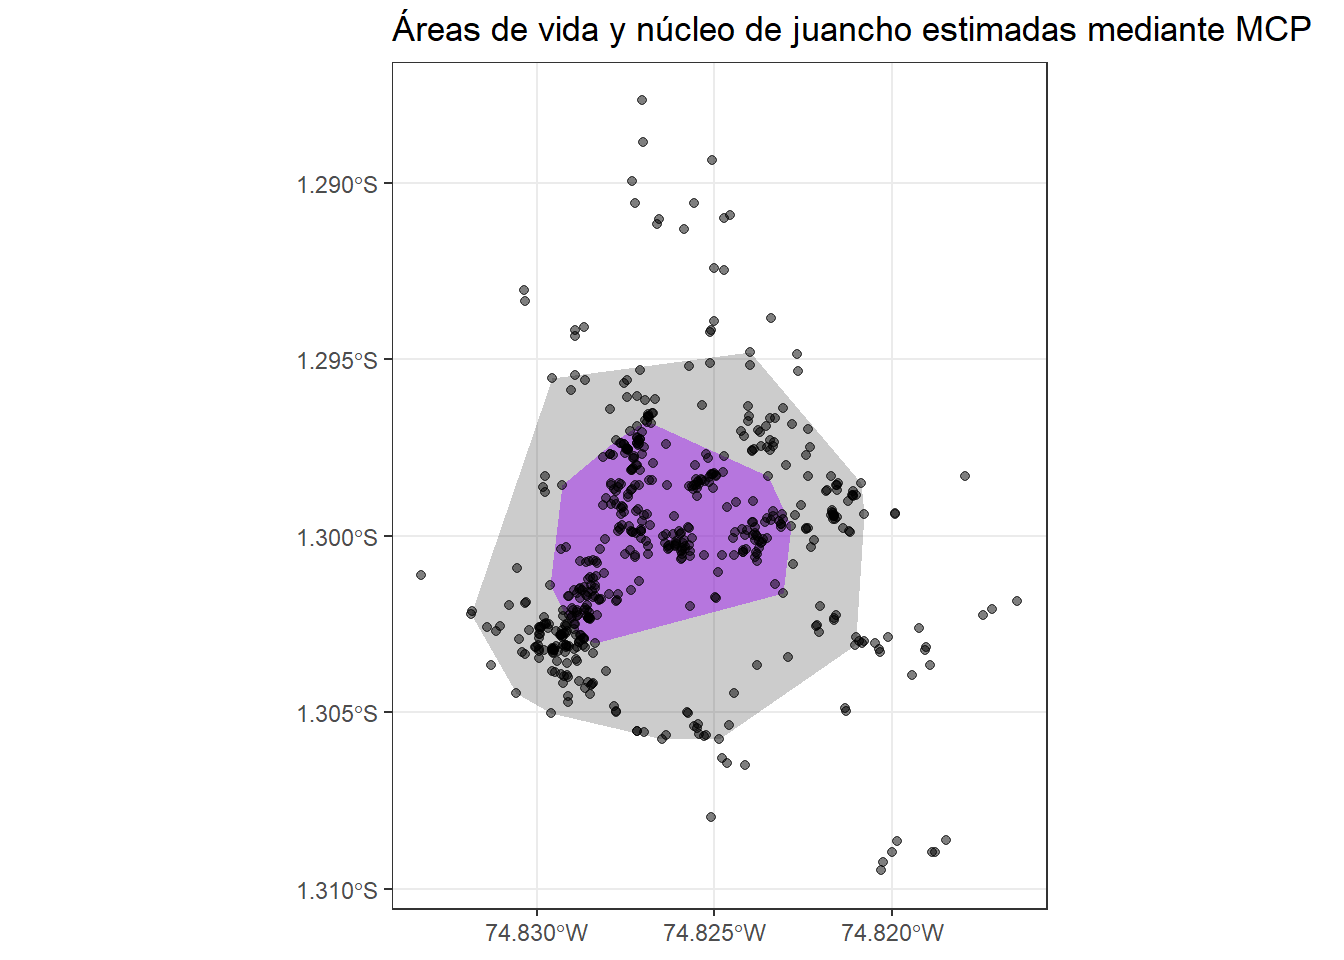 Áreas de vida y núcleo de juancho estimadas mediante MCP
1.290°S
1.295°S
1.300°S
1.305°S
1.310°S
74.830°W 74.825°W 74.820°W